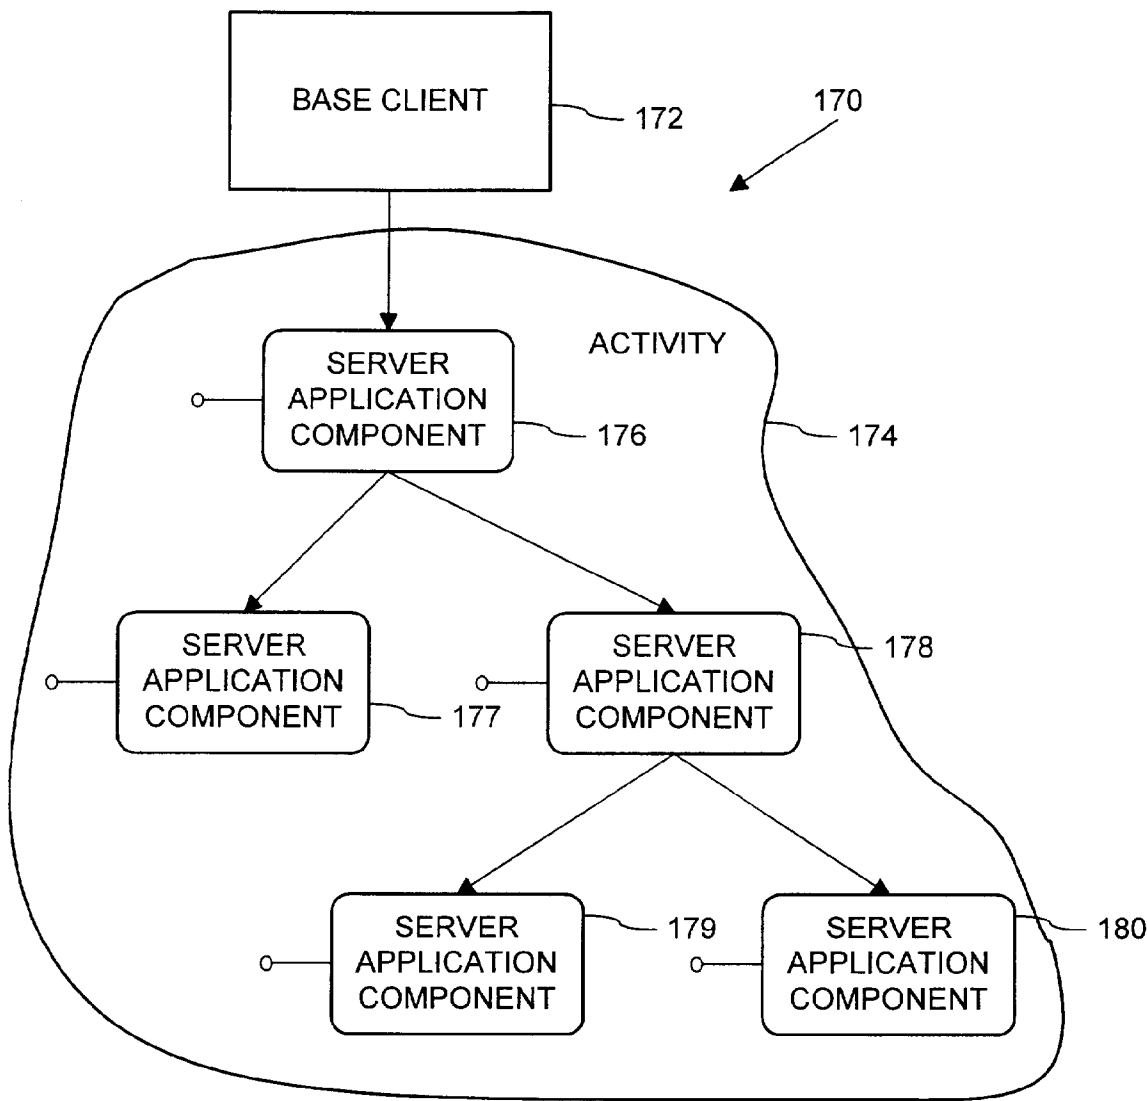 BASE CLIENT
172
170
ACTIVITY
SERVER
APPLICATION
COMPONENT
176
174
SERVER
APPLICATION
COMPONENT
177
SERVER
APPLICATION
COMPONENT
178
SERVER
APPLICATION
COMPONENT
179
SERVER
APPLICATION
COMPONENT
180